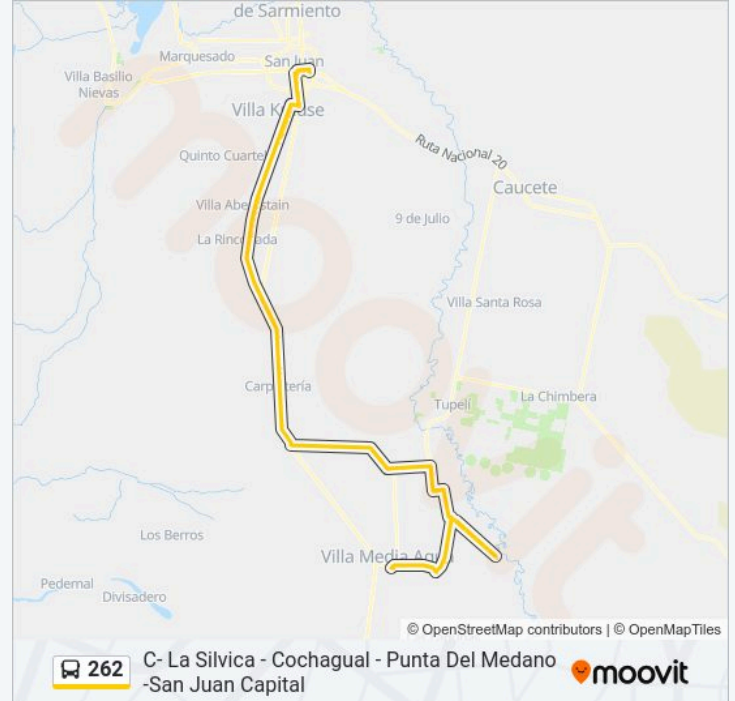 de Sarmiento
Marquesado
San Juan
Villa Basilio
Nievas
Villa Krause
Quinto Cuartel
Ruta Nacional 20
Caucete
Villa Aberastain
9 de Julio
La Rinconada
Villa Santa Rosa
Carpintería
La Chimbera
Tupelí
Los Berros
Villa Media Agua
Pedernal
Divisadero
moovit
© OpenStreetMap contributors | © OpenMapTiles
262
C- La Silvica - Cochagual - Punta Del Medano
-San Juan Capital
moovit